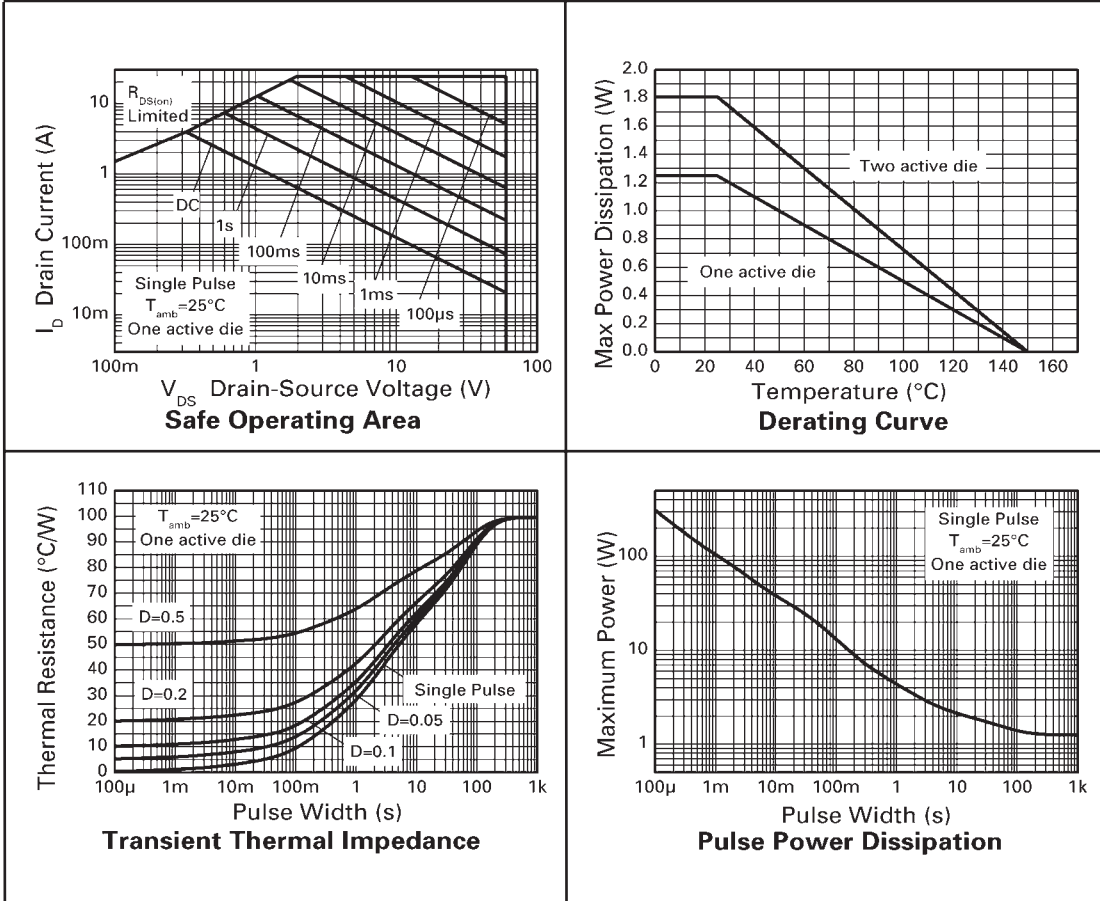 10
1
100m
10m
I_D Drain Current (A)
R_DS(on)
Limited
DC
1s
100ms
10ms
1ms
100µs
Single Pulse
T_amb=25°C
One active die
100m 1 10 100
V_DS Drain-Source Voltage (V)
Safe Operating Area
2.0
1.8
1.6
1.4
1.2
1.0
0.8
0.6
0.4
0.2
0.0
Max Power Dissipation (W)
Two active die
One active die
0 20 40 60 80 100 120 140 160
Temperature (°C)
Derating Curve
110
100
90
80
70
60
50
40
30
20
10
0
Thermal Resistance (°C/W)
T_amb=25°C
One active die
D=0.5
D=0.2
Single Pulse
D=0.05
D=0.1
100µ 1m 10m 100m 1 10 100 1k
Pulse Width (s)
Transient Thermal Impedance
100
10
1
Maximum Power (W)
Single Pulse
T_amb=25°C
One active die
100µ 1m 10m 100m 1 10 100 1k
Pulse Width (s)
Pulse Power Dissipation